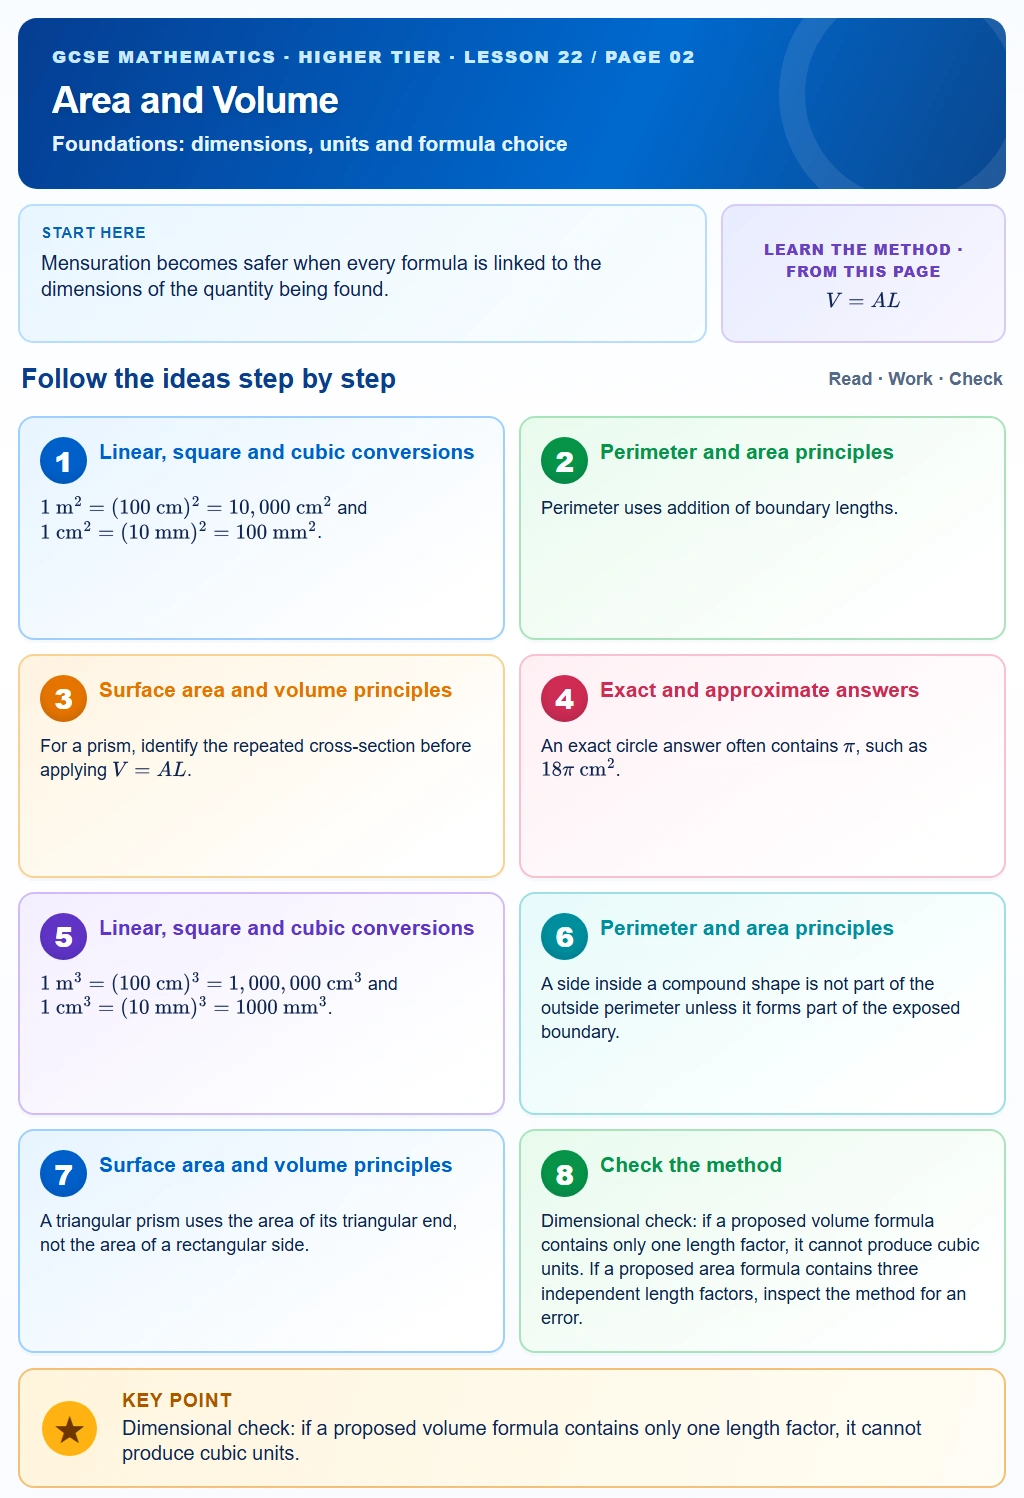 GCSE MATHEMATICS · HIGHER TIER · LESSON 22 / PAGE 02
Area and Volume
Foundations: dimensions, units and formula choice
START HERE
Mensuration becomes safer when every formula is linked to the
dimensions of the quantity being found.
LEARN THE METHOD ·
FROM THIS PAGE
V = AL
Follow the ideas step by step
Read · Work · Check
1 Linear, square and cubic conversions
1 m² = (100 cm)² = 10,000 cm² and
1 cm² = (10 mm)² = 100 mm².
2 Perimeter and area principles
Perimeter uses addition of boundary lengths.
3 Surface area and volume principles
For a prism, identify the repeated cross-section before
applying V = AL.
4 Exact and approximate answers
An exact circle answer often contains π, such as
18π cm².
5 Linear, square and cubic conversions
1 m³ = (100 cm)³ = 1,000,000 cm³ and
1 cm³ = (10 mm)³ = 1000 mm³.
6 Perimeter and area principles
A side inside a compound shape is not part of the
outside perimeter unless it forms part of the exposed
boundary.
7 Surface area and volume principles
A triangular prism uses the area of its triangular end,
not the area of a rectangular side.
8 Check the method
Dimensional check: if a proposed volume formula
contains only one length factor, it cannot produce cubic
units. If a proposed area formula contains three
independent length factors, inspect the method for an
error.
KEY POINT
Dimensional check: if a proposed volume formula contains only one length factor, it cannot
produce cubic units.